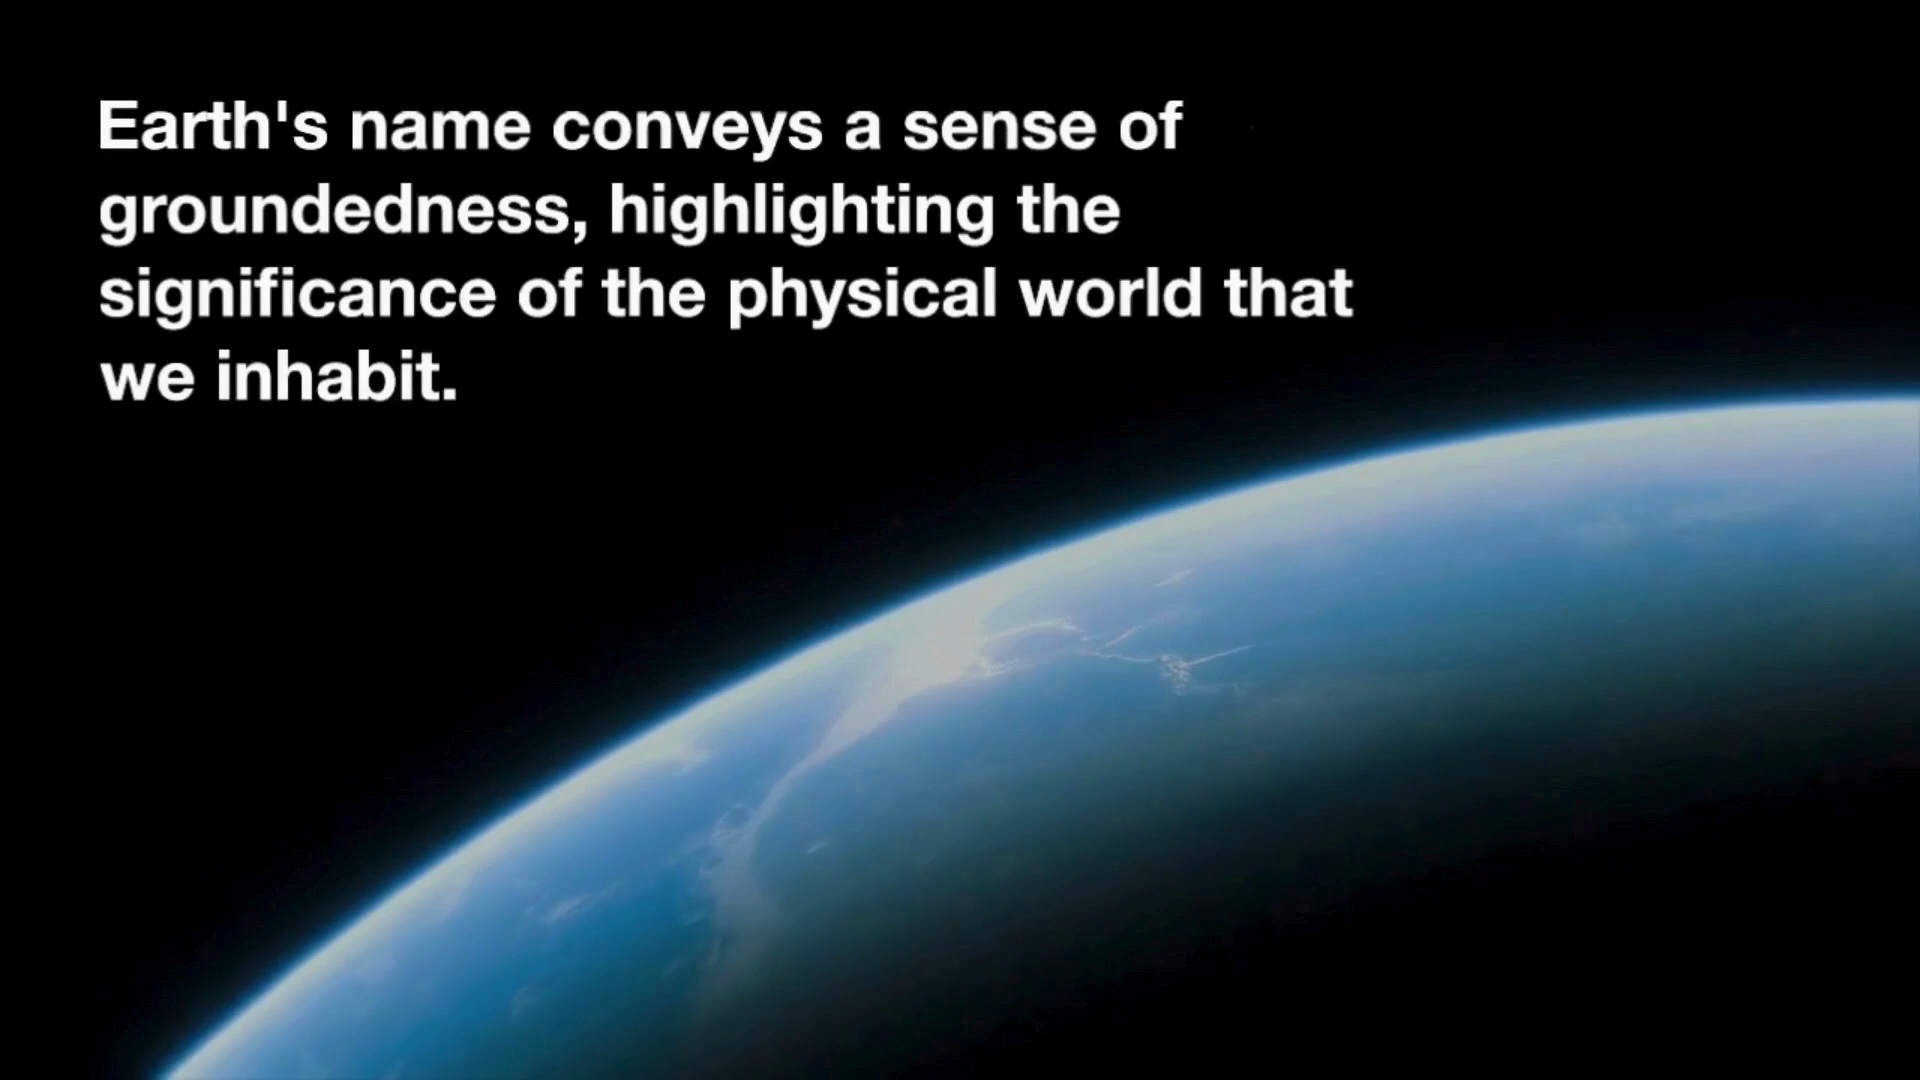 Earth's name conveys a sense of
groundedness, highlighting the
significance of the physical world that
we inhabit.